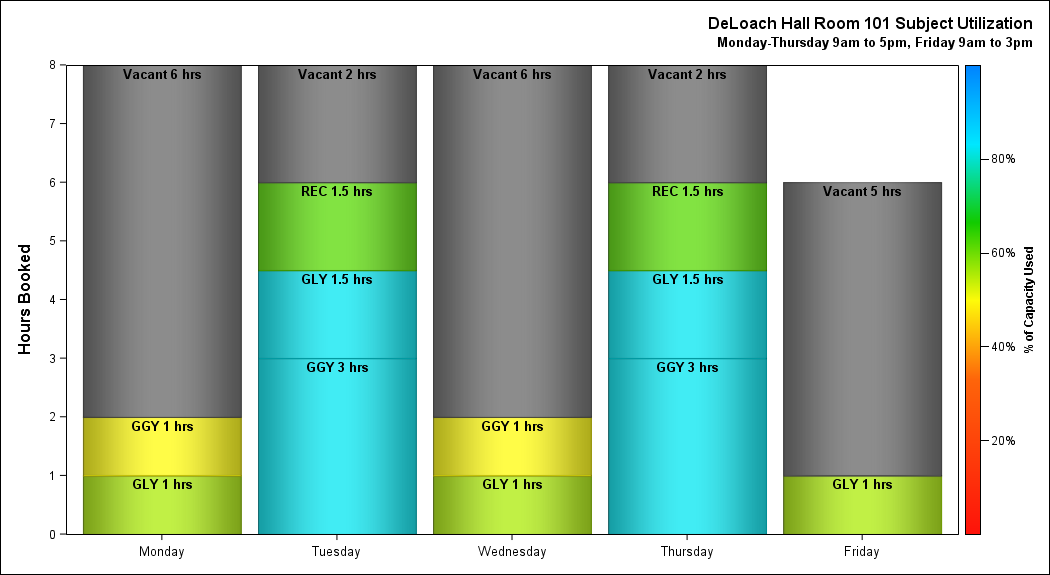 DeLoach Hall Room 101 Subject Utilization
Monday-Thursday 9am to 5pm, Friday 9am to 3pm
Hours Booked
8
7
6
5
4
3
2
1
0
Vacant 6 hrs
GGY 1 hrs
GLY 1 hrs
Vacant 2 hrs
REC 1.5 hrs
GLY 1.5 hrs
GGY 3 hrs
Vacant 6 hrs
GGY 1 hrs
GLY 1 hrs
Vacant 2 hrs
REC 1.5 hrs
GLY 1.5 hrs
GGY 3 hrs
Vacant 5 hrs
GLY 1 hrs
Monday
Tuesday
Wednesday
Thursday
Friday
80%
60%
40%
20%
% of Capacity Used